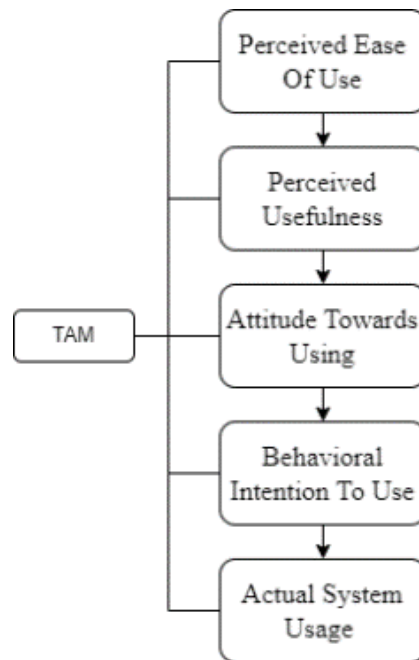 Perceived Ease
Of Use
Perceived
Usefulness
TAM
Attitude Towards
Using
Behavioral
Intention To Use
Actual System
Usage